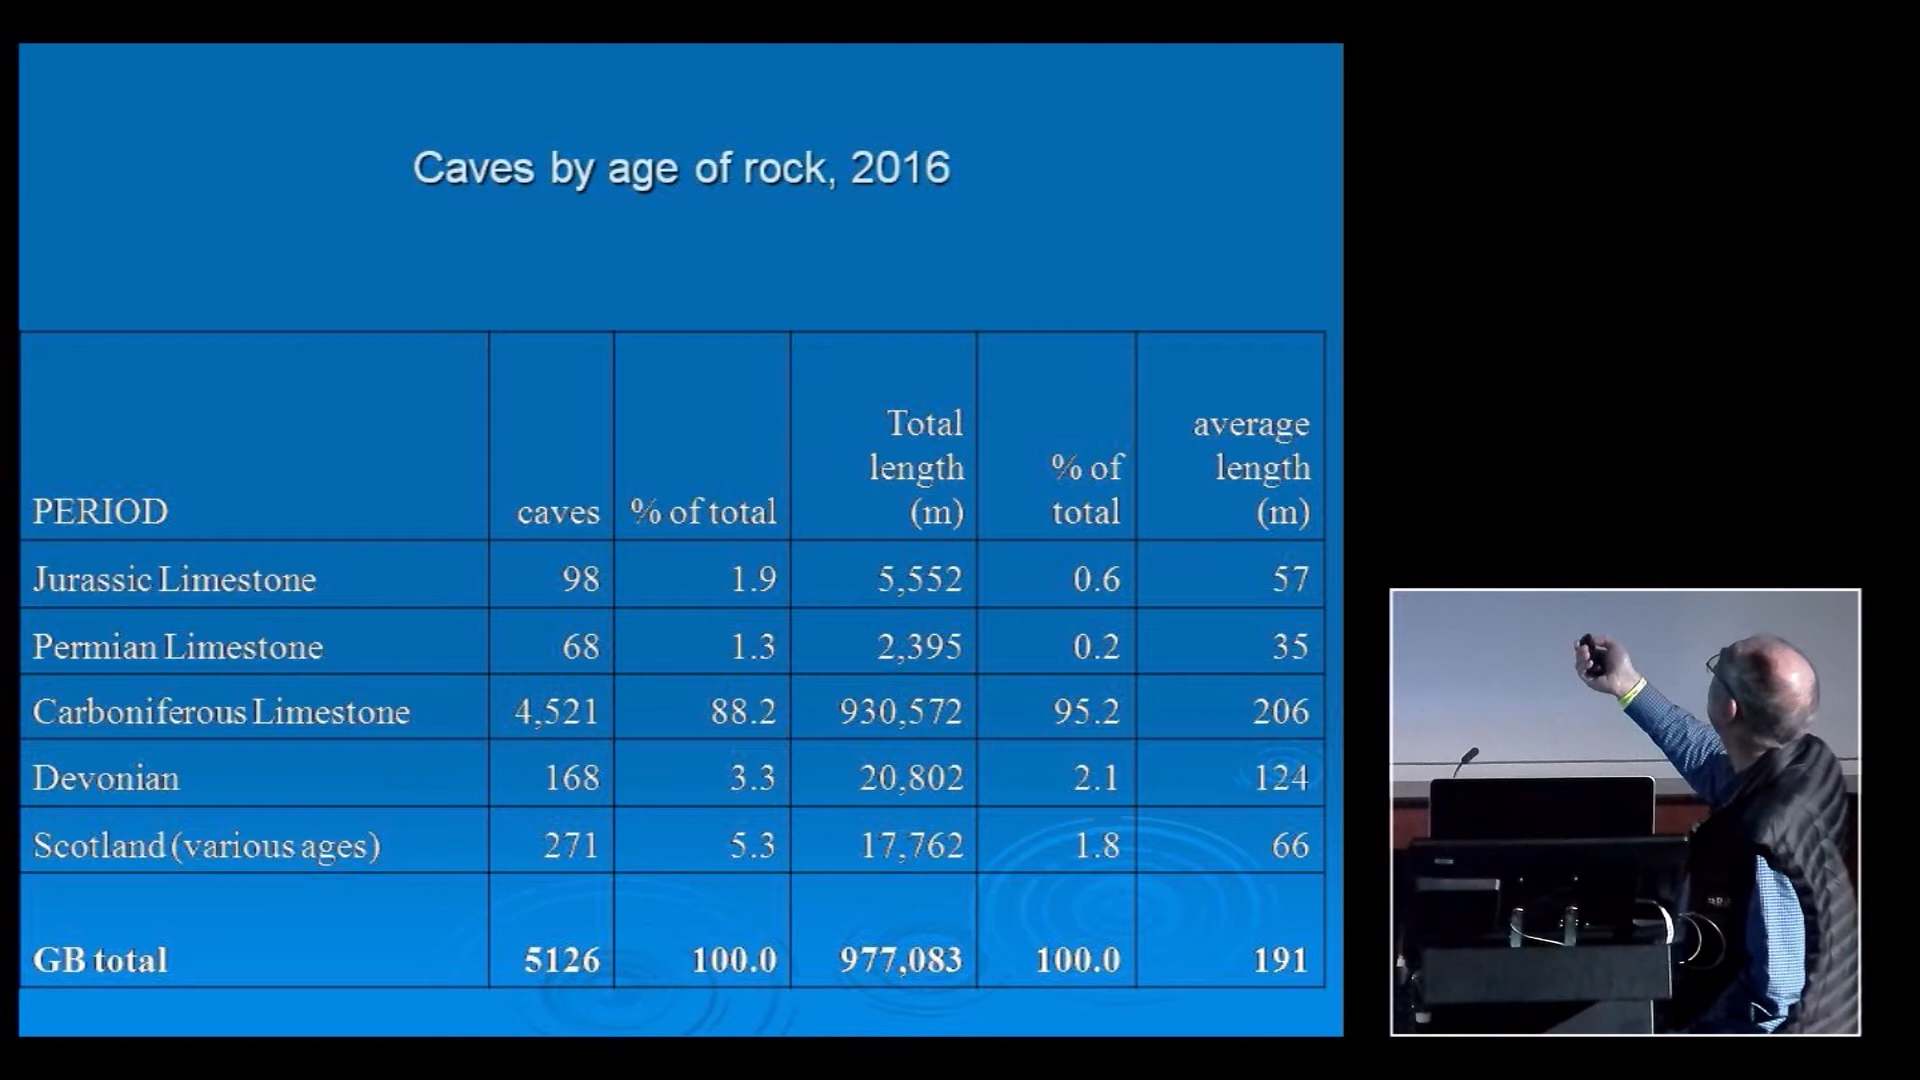 Caves by age of rock, 2016
PERIOD caves % of total Total length (m) % of total average length (m)
Jurassic Limestone 98 1.9 5,552 0.6 57
Permian Limestone 68 1.3 2,395 0.2 35
Carboniferous Limestone 4,521 88.2 930,572 95.2 206
Devonian 168 3.3 20,802 2.1 124
Scotland (various ages) 271 5.3 17,762 1.8 66
GB total 5126 100.0 977,083 100.0 191